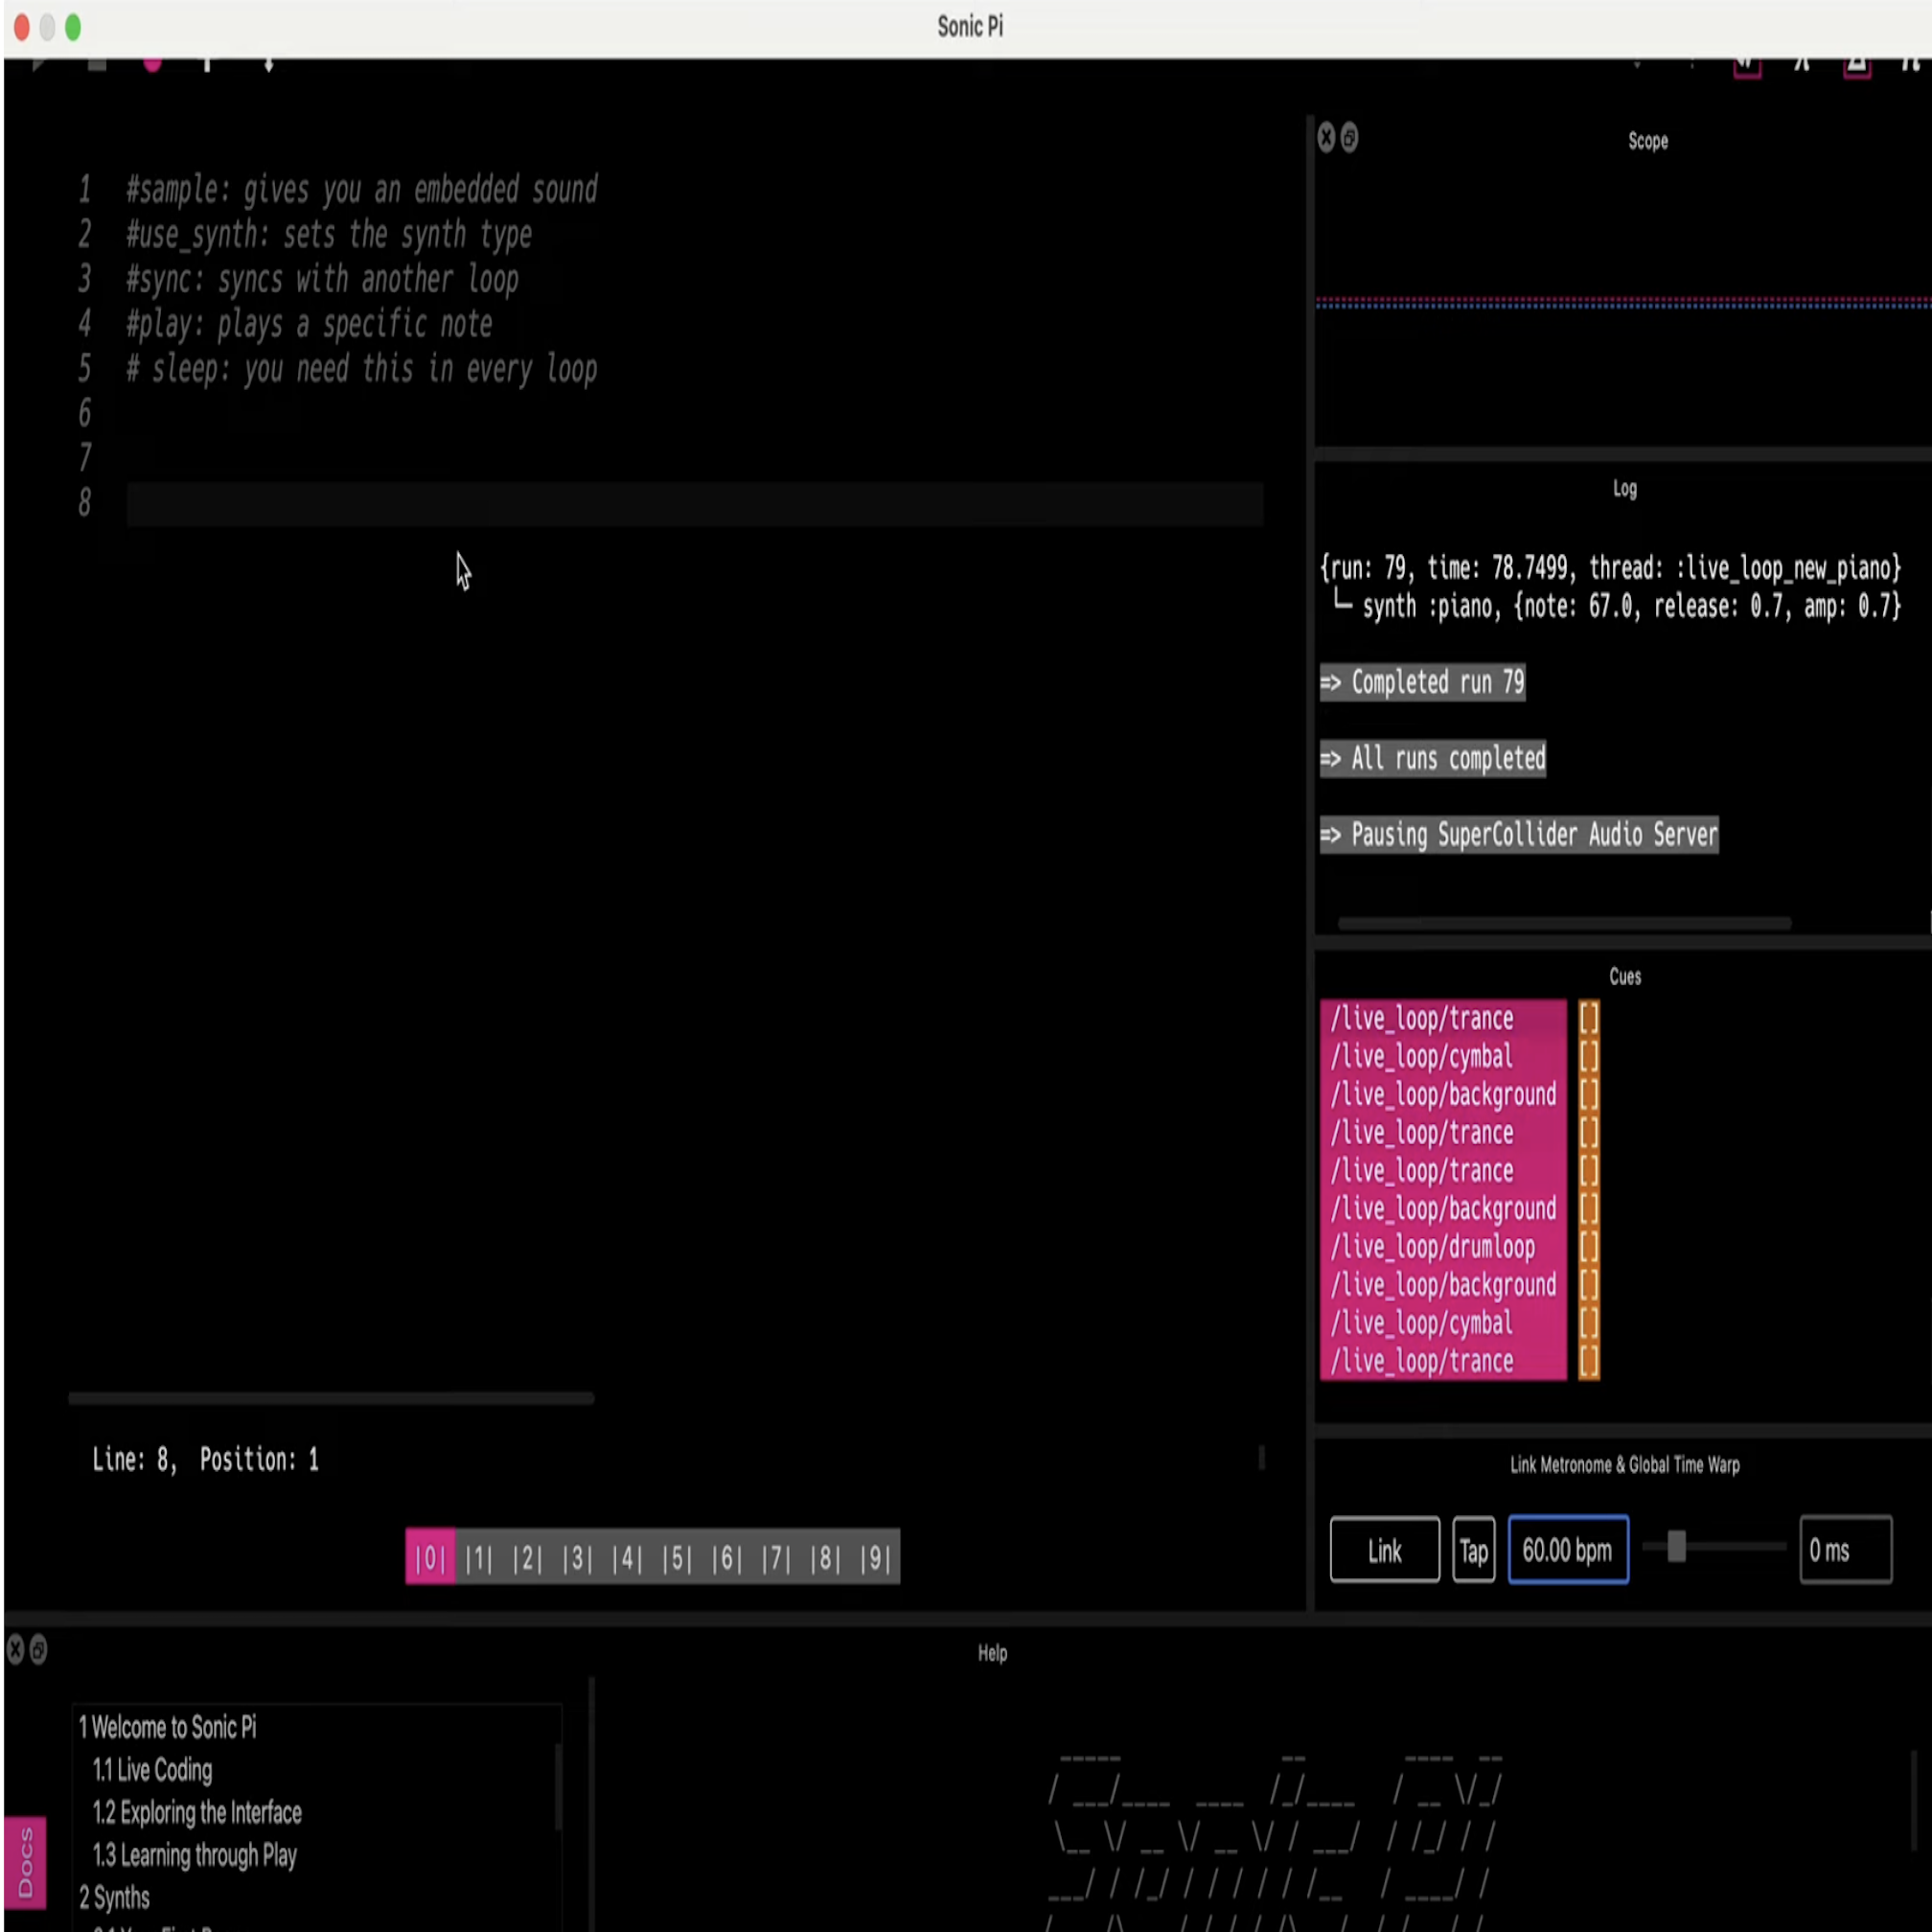 Sonic Pi
1 #sample: gives you an embedded sound
2 #use_synth: sets the synth type
3 #sync: syncs with another loop
4 #play: plays a specific note
5 # sleep: you need this in every loop
6
7
8
Line: 8, Position: 1
|0| |1| |2| |3| |4| |5| |6| |7| |8| |9|
Scope
Log
{run: 79, time: 78.7499, thread: :live_loop_new_piano}
└─ synth :piano, {note: 67.0, release: 0.7, amp: 0.7}
=> Completed run 79
=> All runs completed
=> Pausing SuperCollider Audio Server
Cues
/live_loop/trance []
/live_loop/cymbal []
/live_loop/background []
/live_loop/trance []
/live_loop/trance []
/live_loop/background []
/live_loop/drumloop []
/live_loop/background []
/live_loop/cymbal []
/live_loop/trance []
Link Metronome & Global Time Warp
Link Tap 60.00 bpm 0 ms
Help
Docs
1 Welcome to Sonic Pi
1.1 Live Coding
1.2 Exploring the Interface
1.3 Learning through Play
2 Synths